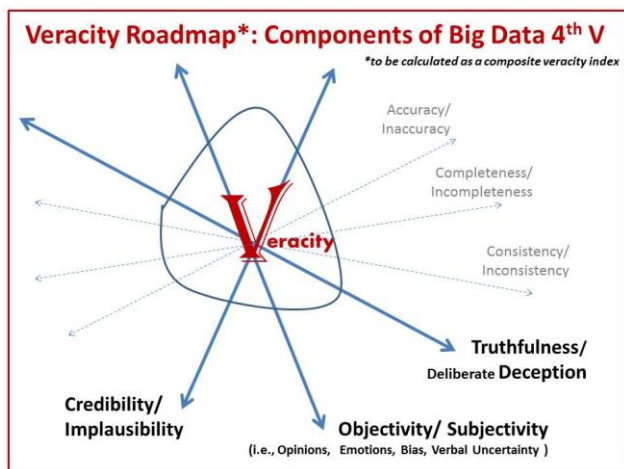 Veracity Roadmap*: Components of Big Data 4th V
*to be calculated as a composite veracity index
Accuracy/
Inaccuracy
Completeness/
Incompleteness
Veracity
Consistency/
Inconsistency
Truthfulness/
Deliberate Deception
Credibility/
Implausibility
Objectivity/ Subjectivity
(i.e., Opinions, Emotions, Bias, Verbal Uncertainty )